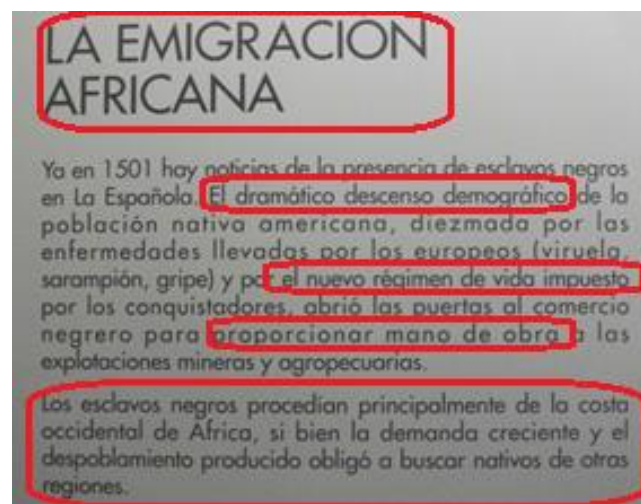 LA EMIGRACIÓN
AFRICANA
Ya en 1501 hay noticias de la presencia de esclavos negros
en La Española. El dramático descenso demográfico de la
población nativa americana, diezmada por las
enfermedades llevadas por los europeos (viruela,
sarampión, gripe) y por el nuevo régimen de vida impuesto
por los conquistadores, abrió las puertas al comercio
negrero para proporcionar mano de obra a las
explotaciones mineras y agropecuarias.
Los esclavos negros procedían principalmente de la costa
occidental de Africa, si bien la demanda creciente y el
despoblamiento producido obligó a buscar nativos de otras
regiones.